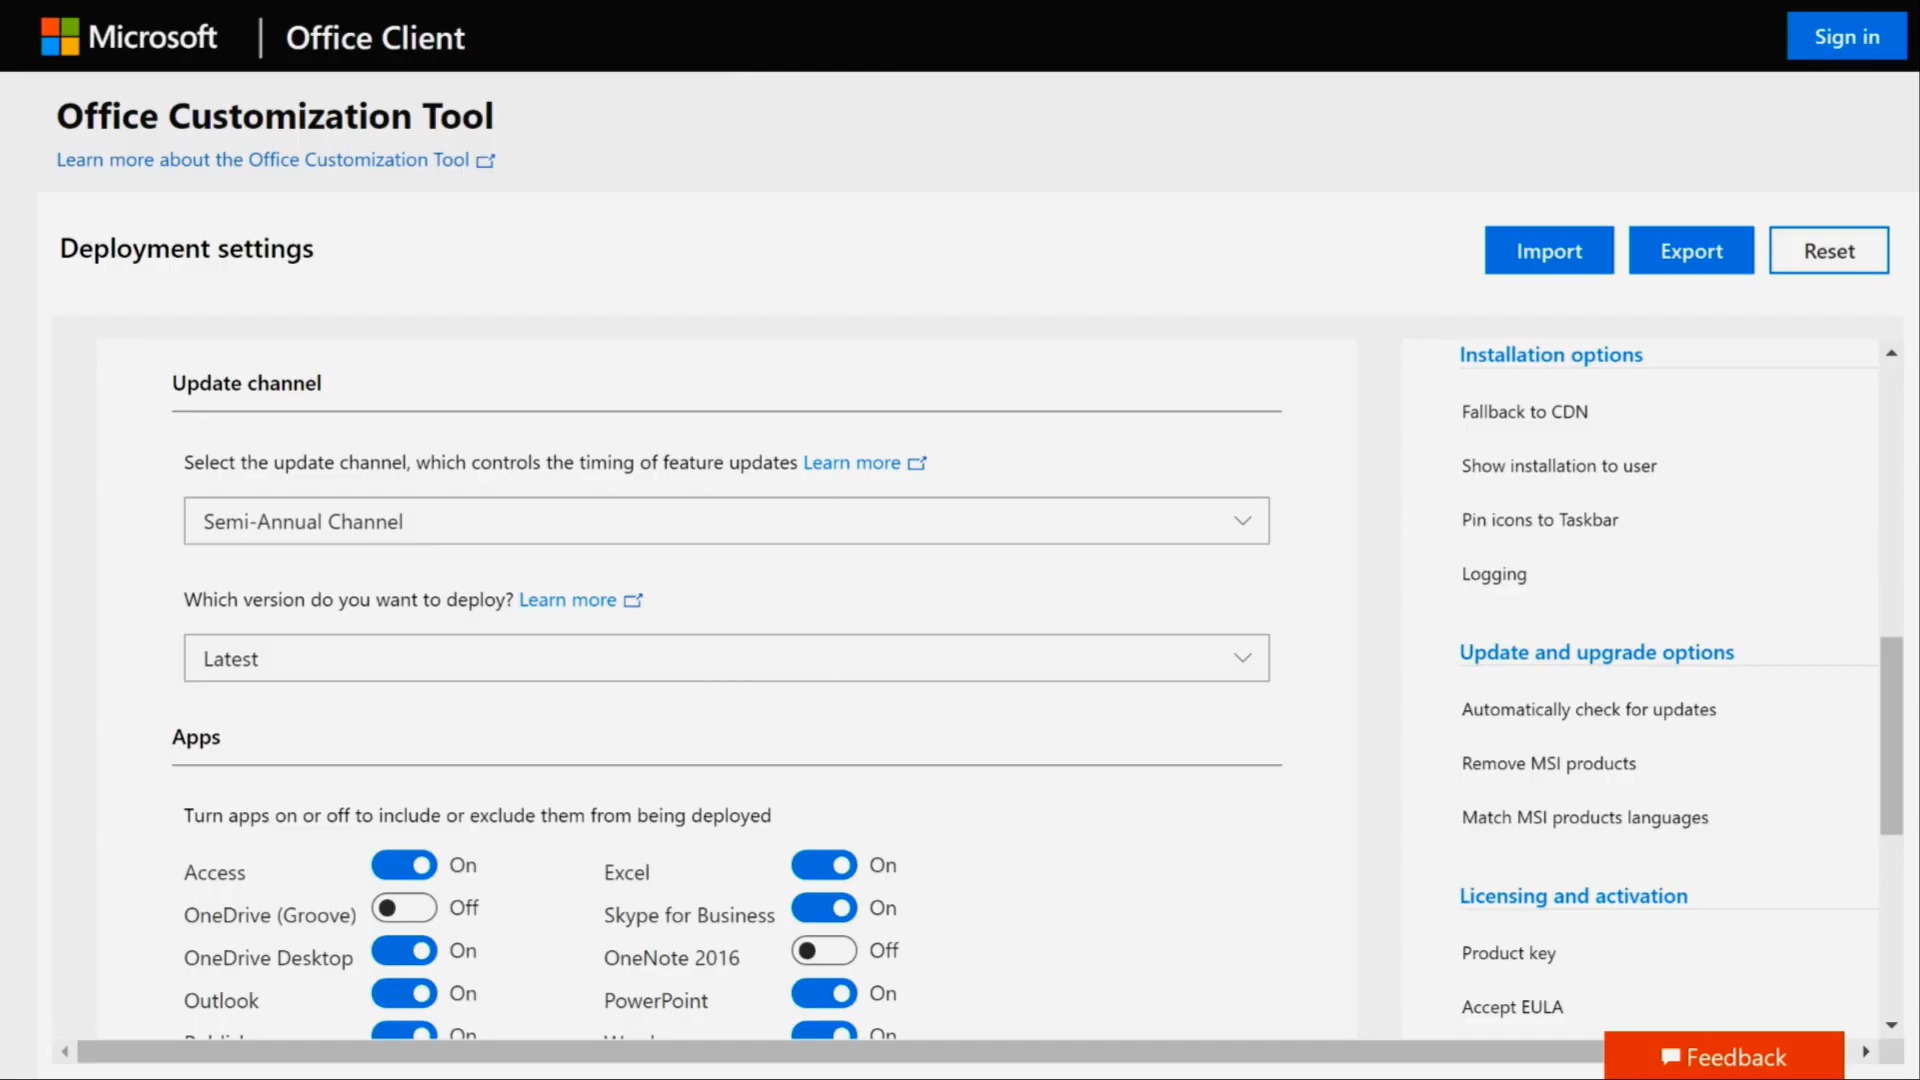 Microsoft | Office Client
Sign in
Office Customization Tool
Learn more about the Office Customization Tool
Deployment settings
Import
Export
Reset
Update channel
Select the update channel, which controls the timing of feature updates Learn more
Semi-Annual Channel
Which version do you want to deploy? Learn more
Latest
Apps
Turn apps on or off to include or exclude them from being deployed
Access On Excel On
OneDrive (Groove) Off Skype for Business On
OneDrive Desktop On OneNote 2016 Off
Outlook On PowerPoint On
On On
Installation options
Fallback to CDN
Show installation to user
Pin icons to Taskbar
Logging
Update and upgrade options
Automatically check for updates
Remove MSI products
Match MSI products languages
Licensing and activation
Product key
Accept EULA
Feedback